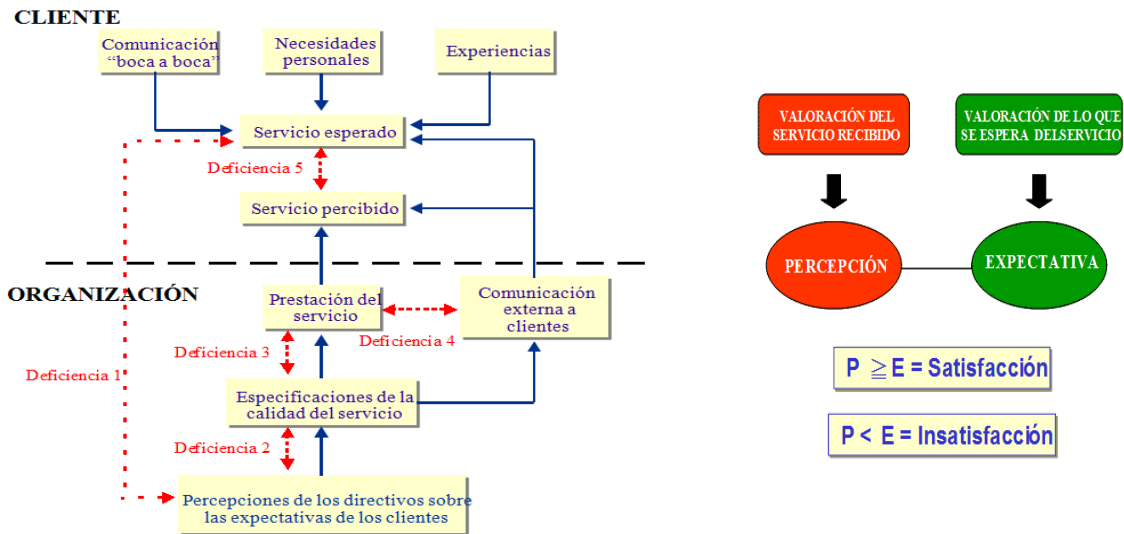 CLIENTE
Comunicación
“boca a boca”
Necesidades
personales
Experiencias
Servicio esperado
Deficiencia 5
Servicio percibido
ORGANIZACIÓN
Prestación del
servicio
Comunicación
externa a
clientes
Deficiencia 4
Deficiencia 3
Deficiencia 1
Especificaciones de la
calidad del servicio
Deficiencia 2
Percepciones de los directivos sobre
las expectativas de los clientes
VALORACIÓN DEL
SERVICIO RECIBIDO
VALORACIÓN DE LO QUE
SE ESPERA DELSERVICIO
PERCEPCIÓN
EXPECTATIVA
P ≧ E = Satisfacción
P < E = Insatisfacción